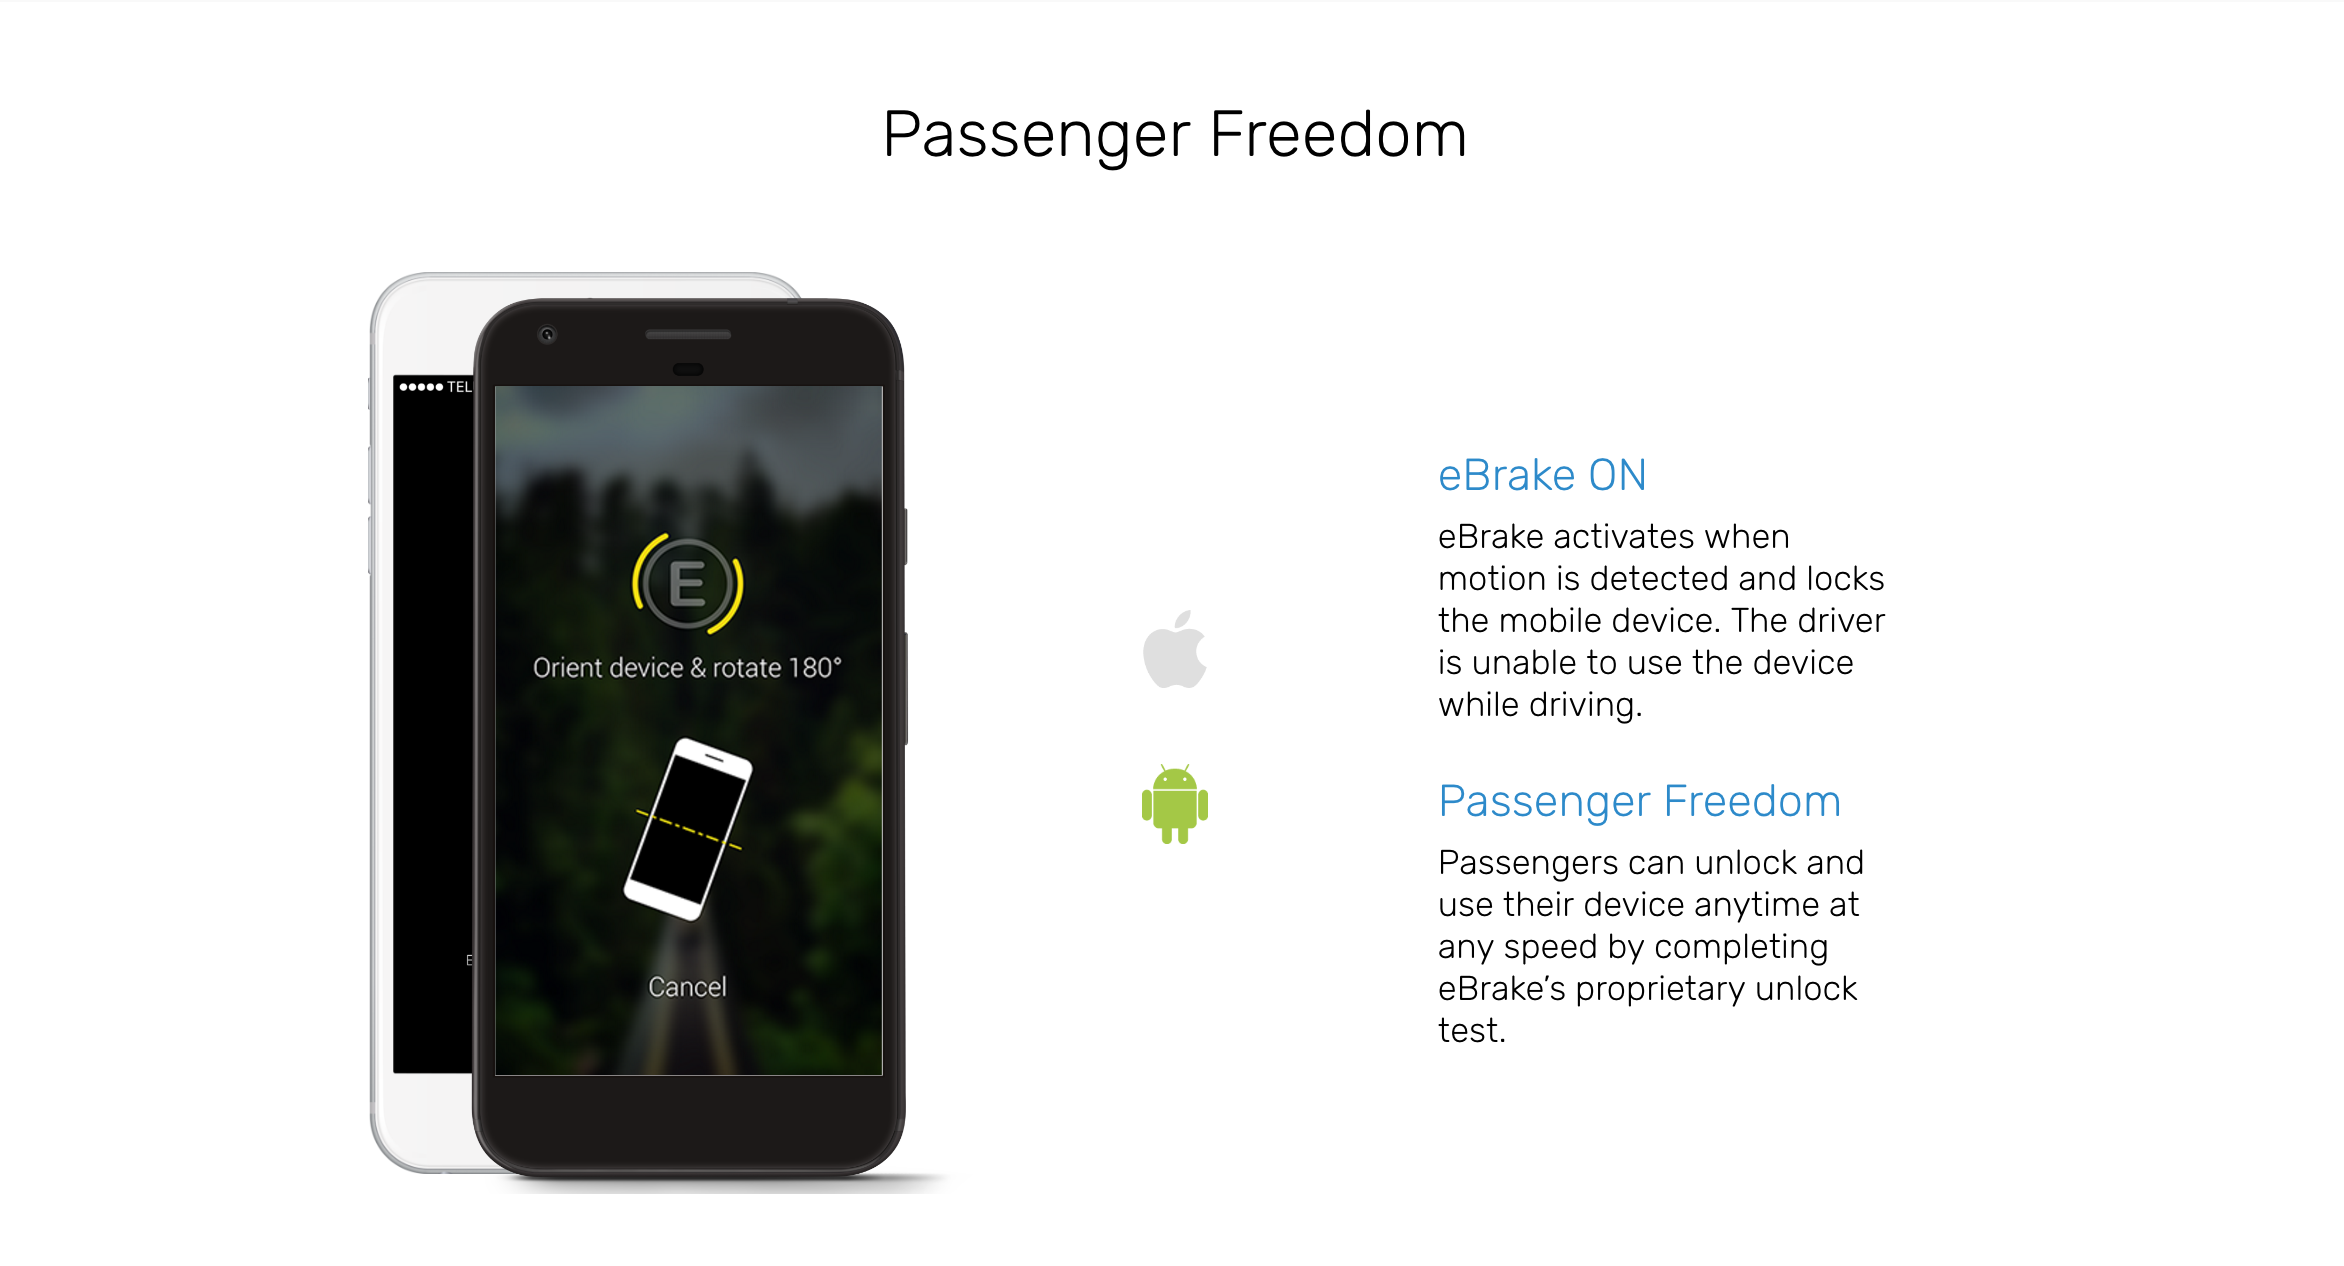 Passenger Freedom
●●●●● TEL
E
Orient device & rotate 180°
E
Cancel
eBrake ON
eBrake activates when
motion is detected and locks
the mobile device. The driver
is unable to use the device
while driving.
Passenger Freedom
Passengers can unlock and
use their device anytime at
any speed by completing
eBrake’s proprietary unlock
test.